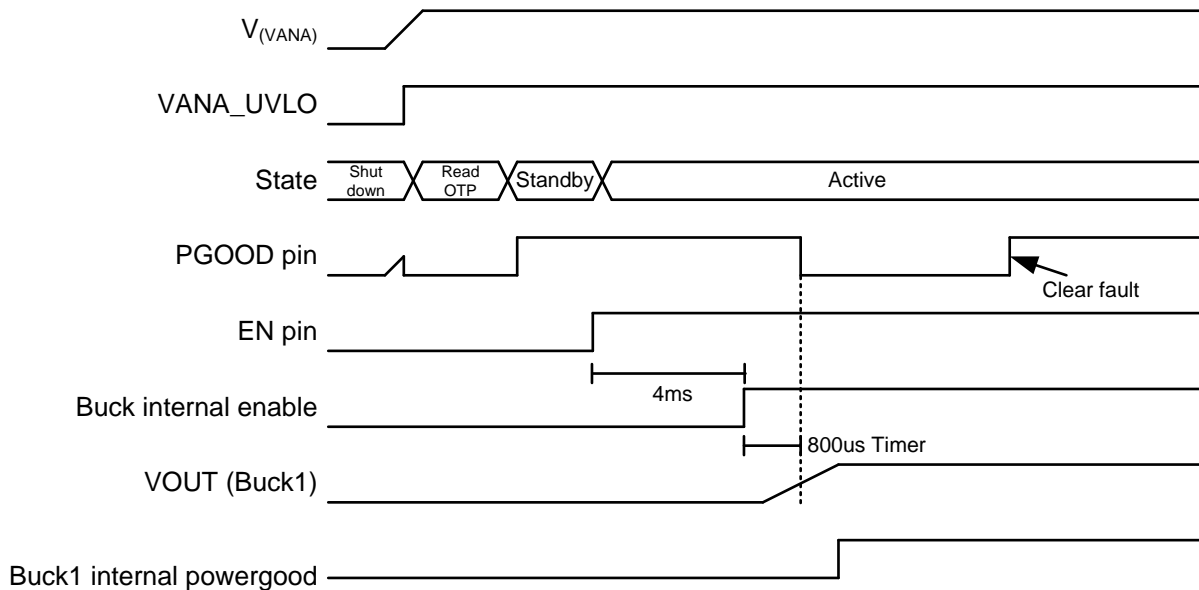 V(VANA)
VANA_UVLO
State
Shut
down
Read
OTP
Standby
Active
PGOOD pin
Clear fault
EN pin
4ms
Buck internal enable
800us Timer
VOUT (Buck1)
Buck1 internal powergood